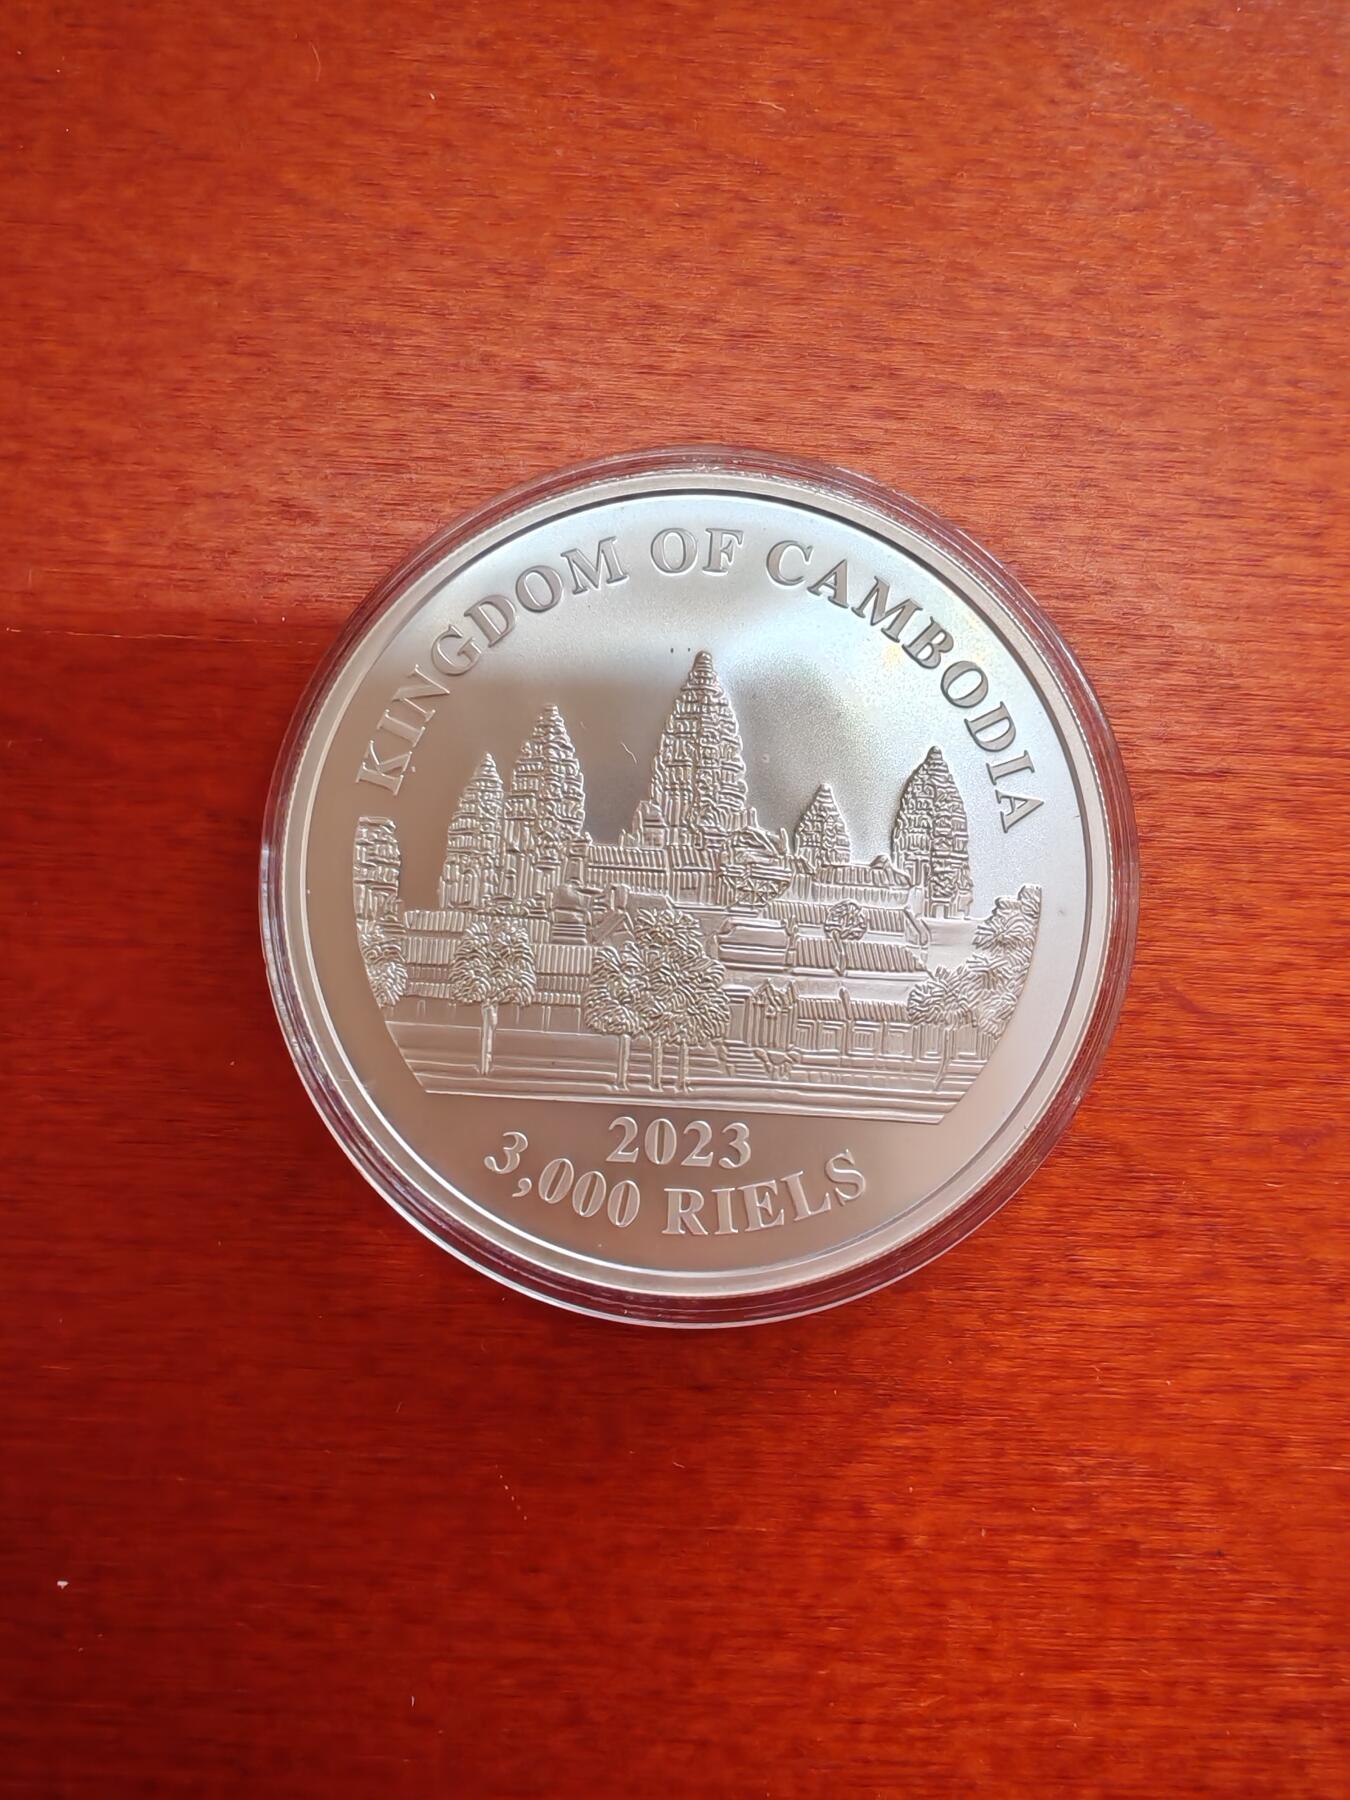 KINGDOM OF CAMBODIA
2023
3,000 RIELS